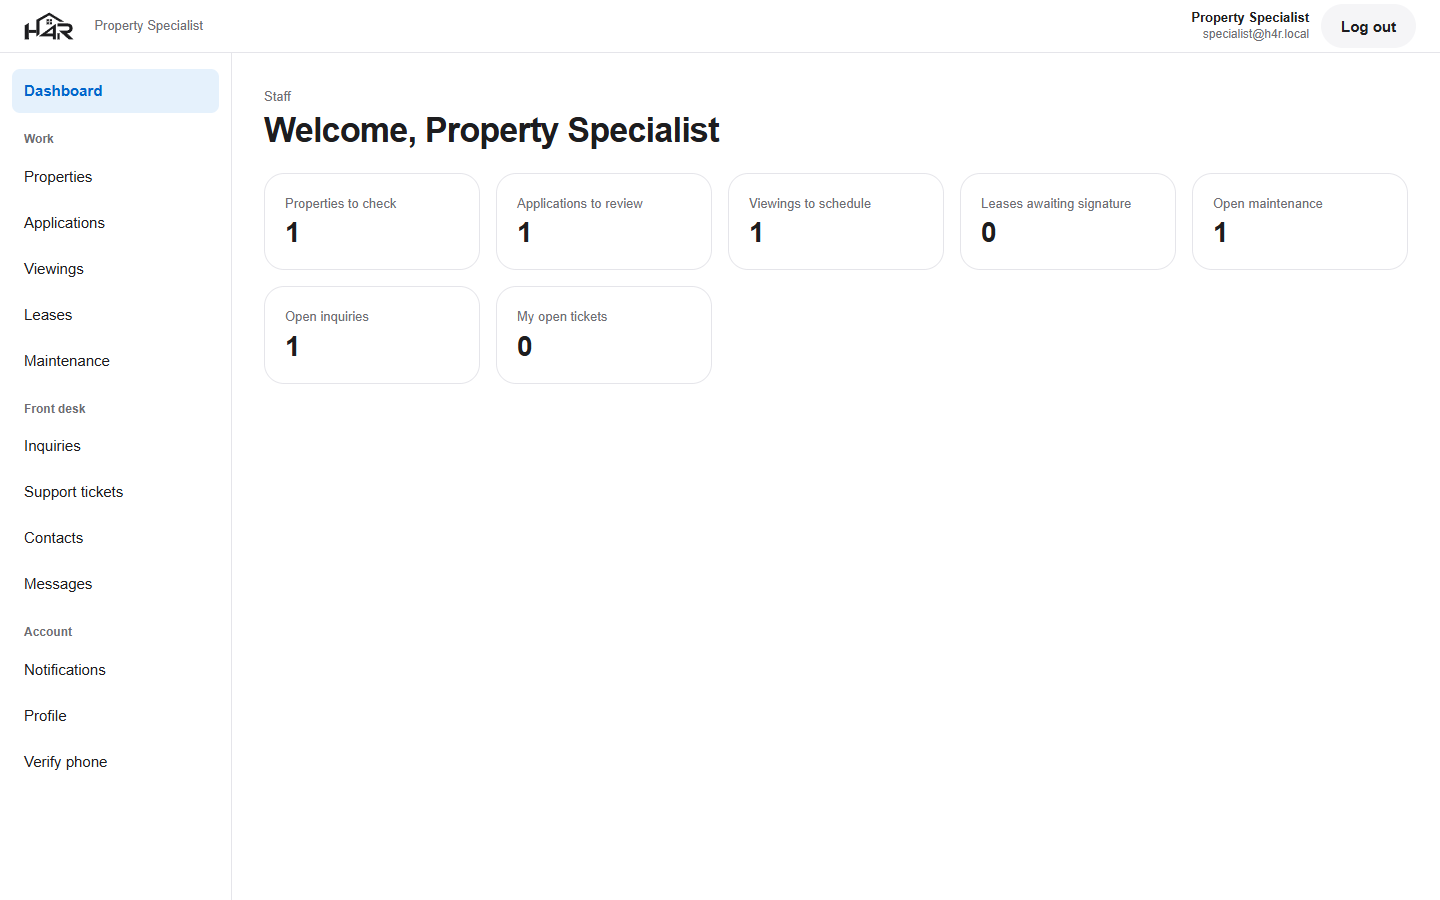 H4R
Property Specialist
Property Specialist
specialist@h4r.local
Log out
Dashboard
Work
Properties
Applications
Viewings
Leases
Maintenance
Front desk
Inquiries
Support tickets
Contacts
Messages
Account
Notifications
Profile
Verify phone
Staff
Welcome, Property Specialist
Properties to check
1
Applications to review
1
Viewings to schedule
1
Leases awaiting signature
0
Open maintenance
1
Open inquiries
1
My open tickets
0